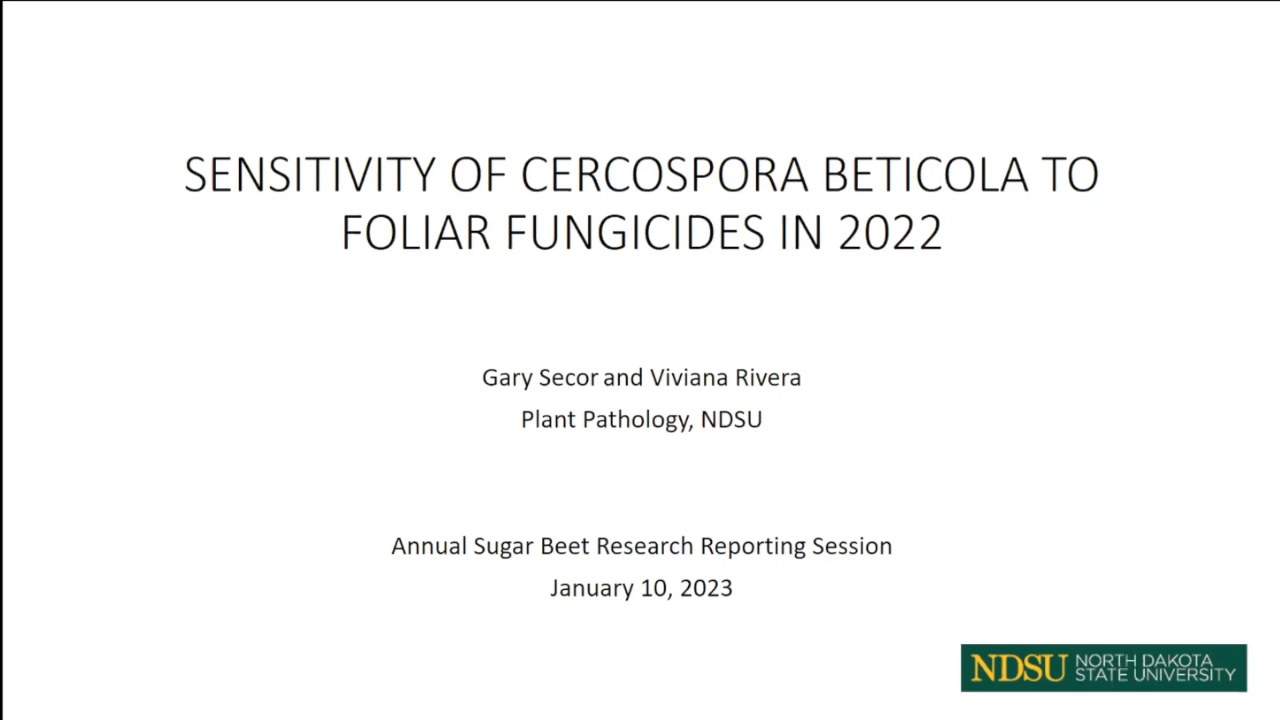 SENSITIVITY OF CERCOSPORA BETICOLA TO
FOLIAR FUNGICIDES IN 2022
Gary Secor and Viviana Rivera
Plant Pathology, NDSU
Annual Sugar Beet Research Reporting Session
January 10, 2023
NDSU NORTH DAKOTA
STATE UNIVERSITY